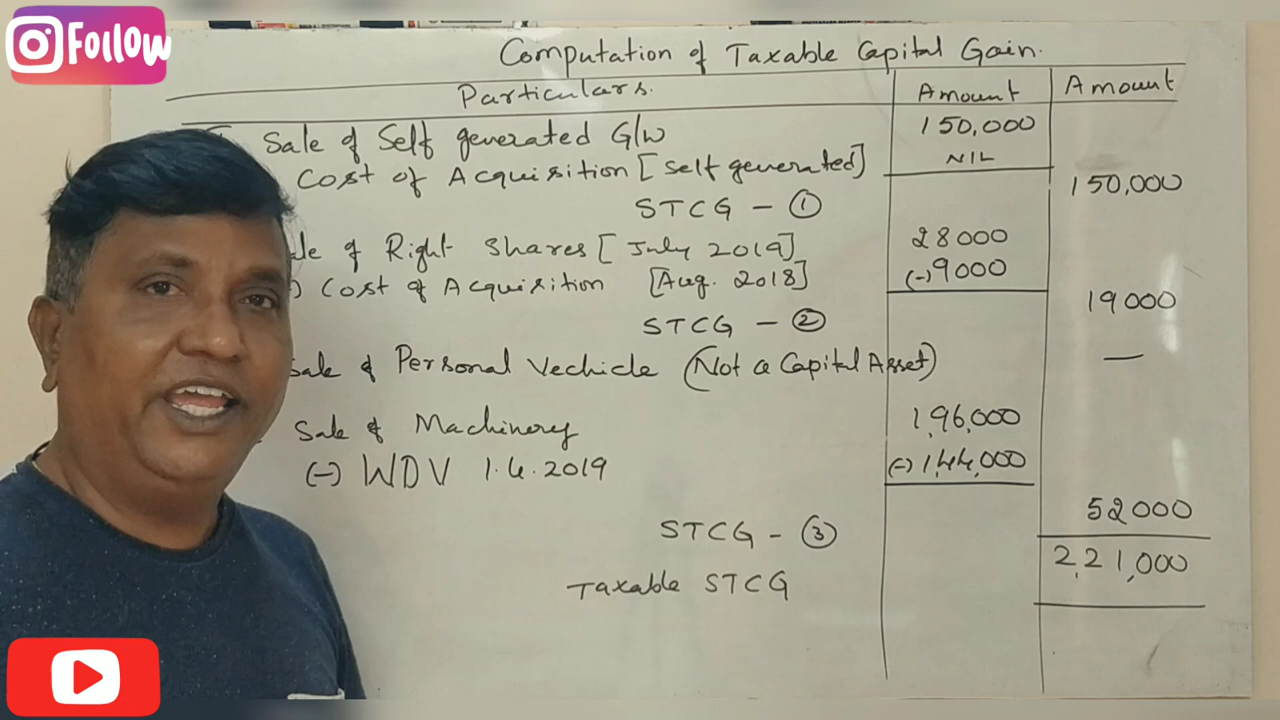 Follow
Computation of Taxable Capital Gain.
Particulars. Amount Amount
Sale of Self generated G/W 150,000
Cost of Acquisition [Self generated] NIL
STCG - ① 150,000
of Right Shares [July 2019] 28000
Cost of Acquisition [Aug. 2018] (-) 9000
STCG - ② 19000
Sale of Personal Vechicle (Not a Capital Asset) —
Sale of Machinery 1,96,000
(-) WDV 1.4.2019 (-) 1,44,000
STCG - ③ 52000
Taxable STCG 2,21,000